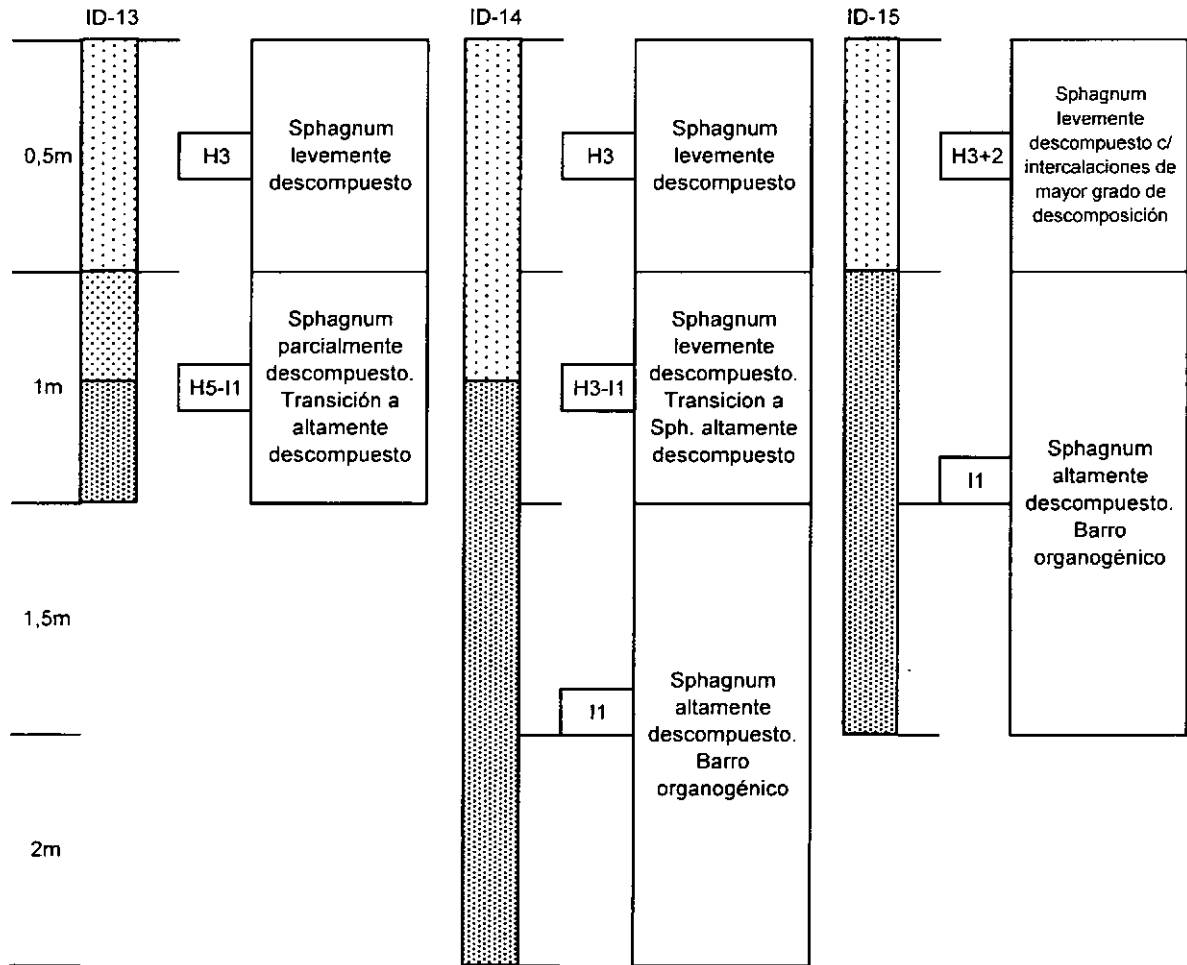 ID-13
ID-14
ID-15
0,5m
1m
1,5m
2m
H3
Sphagnum
levemente
descompuesto
H5-I1
Sphagnum
parcialmente
descompuesto.
Transición a
altamente
descompuesto
H3
Sphagnum
levemente
descompuesto
H3-I1
Sphagnum
levemente
descompuesto.
Transicion a
Sph. altamente
descompuesto
I1
Sphagnum
altamente
descompuesto.
Barro
organogénico
H3+2
Sphagnum
levemente
descompuesto c/
intercalaciones de
mayor grado de
descomposición
I1
Sphagnum
altamente
descompuesto.
Barro
organogénico